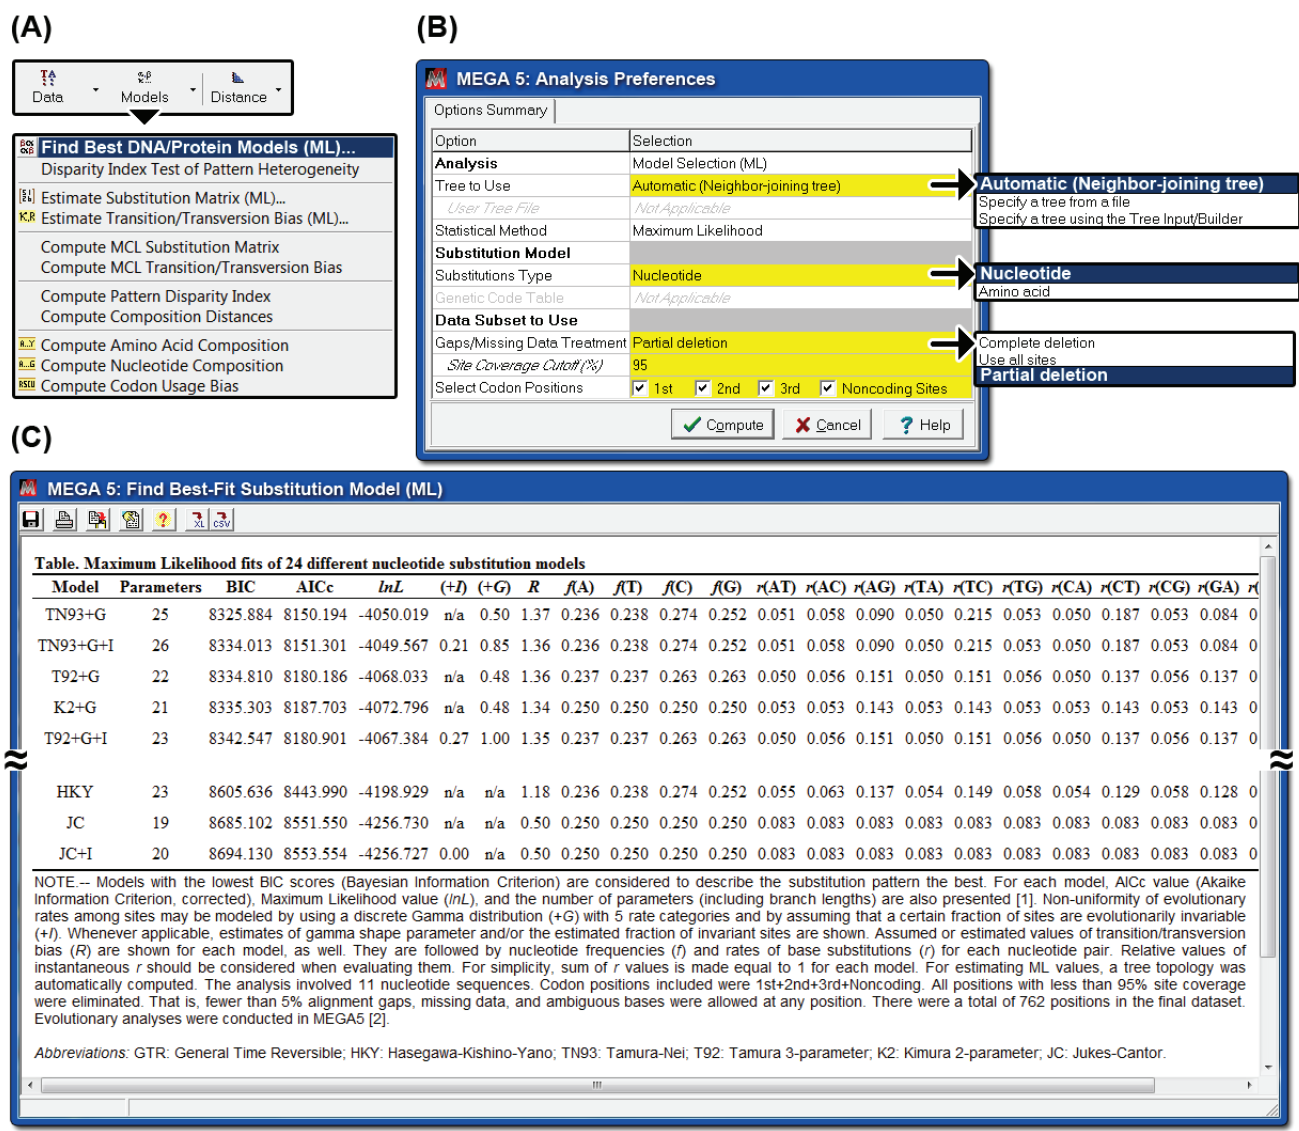 (A)
Data
Models
Distance
Find Best DNA/Protein Models (ML)...
Disparity Index Test of Pattern Heterogeneity
Estimate Substitution Matrix (ML)...
Estimate Transition/Transversion Bias (ML)...
Compute MCL Substitution Matrix
Compute MCL Transition/Transversion Bias
Compute Pattern Disparity Index
Compute Composition Distances
Compute Amino Acid Composition
Compute Nucleotide Composition
Compute Codon Usage Bias
(B)
MEGA 5: Analysis Preferences
Options Summary
Option Selection
Analysis Model Selection (ML)
Tree to Use Automatic (Neighbor-joining tree)
User Tree File Not Applicable
Statistical Method Maximum Likelihood
Substitution Model
Substitutions Type Nucleotide
Genetic Code Table Not Applicable
Data Subset to Use
Gaps/Missing Data Treatment Partial deletion
Site Coverage Cutoff (%) 95
Select Codon Positions 1st 2nd 3rd Noncoding Sites
Compute Cancel Help
Automatic (Neighbor-joining tree)
Specify a tree from a file
Specify a tree using the Tree Input/Builder
Nucleotide
Amino acid
Complete deletion
Use all sites
Partial deletion
(C)
MEGA 5: Find Best-Fit Substitution Model (ML)
XL CSV
Table. Maximum Likelihood fits of 24 different nucleotide substitution models
Model Parameters BIC AICc lnL (+I) (+G) R f(A) f(T) f(C) f(G) r(AT) r(AC) r(AG) r(TA) r(TC) r(TG) r(CA) r(CT) r(CG) r(GA) r(
TN93+G 25 8325.884 8150.194 -4050.019 n/a 0.50 1.37 0.236 0.238 0.274 0.252 0.051 0.058 0.090 0.050 0.215 0.053 0.050 0.187 0.053 0.084 0
TN93+G+I 26 8334.013 8151.301 -4049.567 0.21 0.85 1.36 0.236 0.238 0.274 0.252 0.051 0.058 0.090 0.050 0.215 0.053 0.050 0.187 0.053 0.084 0
T92+G 22 8334.810 8180.186 -4068.033 n/a 0.48 1.36 0.237 0.237 0.263 0.263 0.050 0.056 0.151 0.050 0.151 0.056 0.050 0.137 0.056 0.137 0
K2+G 21 8335.303 8187.703 -4072.796 n/a 0.48 1.34 0.250 0.250 0.250 0.250 0.053 0.053 0.143 0.053 0.143 0.053 0.053 0.143 0.053 0.143 0
T92+G+I 23 8342.547 8180.901 -4067.384 0.27 1.00 1.35 0.237 0.237 0.263 0.263 0.050 0.056 0.151 0.050 0.151 0.056 0.050 0.137 0.056 0.137 0
HKY 23 8605.636 8443.990 -4198.929 n/a n/a 1.18 0.236 0.238 0.274 0.252 0.055 0.063 0.137 0.054 0.149 0.058 0.054 0.129 0.058 0.128 0
JC 19 8685.102 8551.550 -4256.730 n/a n/a 0.50 0.250 0.250 0.250 0.250 0.083 0.083 0.083 0.083 0.083 0.083 0.083 0.083 0.083 0.083 0
JC+I 20 8694.130 8553.554 -4256.727 0.00 n/a 0.50 0.250 0.250 0.250 0.250 0.083 0.083 0.083 0.083 0.083 0.083 0.083 0.083 0.083 0.083 0
NOTE.-- Models with the lowest BIC scores (Bayesian Information Criterion) are considered to describe the substitution pattern the best. For each model, AICc value (Akaike
Information Criterion, corrected), Maximum Likelihood value (lnL), and the number of parameters (including branch lengths) are also presented [1]. Non-uniformity of evolutionary
rates among sites may be modeled by using a discrete Gamma distribution (+G) with 5 rate categories and by assuming that a certain fraction of sites are evolutionarily invariable
(+I). Whenever applicable, estimates of gamma shape parameter and/or the estimated fraction of invariant sites are shown. Assumed or estimated values of transition/transversion
bias (R) are shown for each model, as well. They are followed by nucleotide frequencies (f) and rates of base substitutions (r) for each nucleotide pair. Relative values of
instantaneous r should be considered when evaluating them. For simplicity, sum of r values is made equal to 1 for each model. For estimating ML values, a tree topology was
automatically computed. The analysis involved 11 nucleotide sequences. Codon positions included were 1st+2nd+3rd+Noncoding. All positions with less than 95% site coverage
were eliminated. That is, fewer than 5% alignment gaps, missing data, and ambiguous bases were allowed at any position. There were a total of 762 positions in the final dataset.
Evolutionary analyses were conducted in MEGA5 [2].
Abbreviations: GTR: General Time Reversible; HKY: Hasegawa-Kishino-Yano; TN93: Tamura-Nei; T92: Tamura 3-parameter; K2: Kimura 2-parameter; JC: Jukes-Cantor.